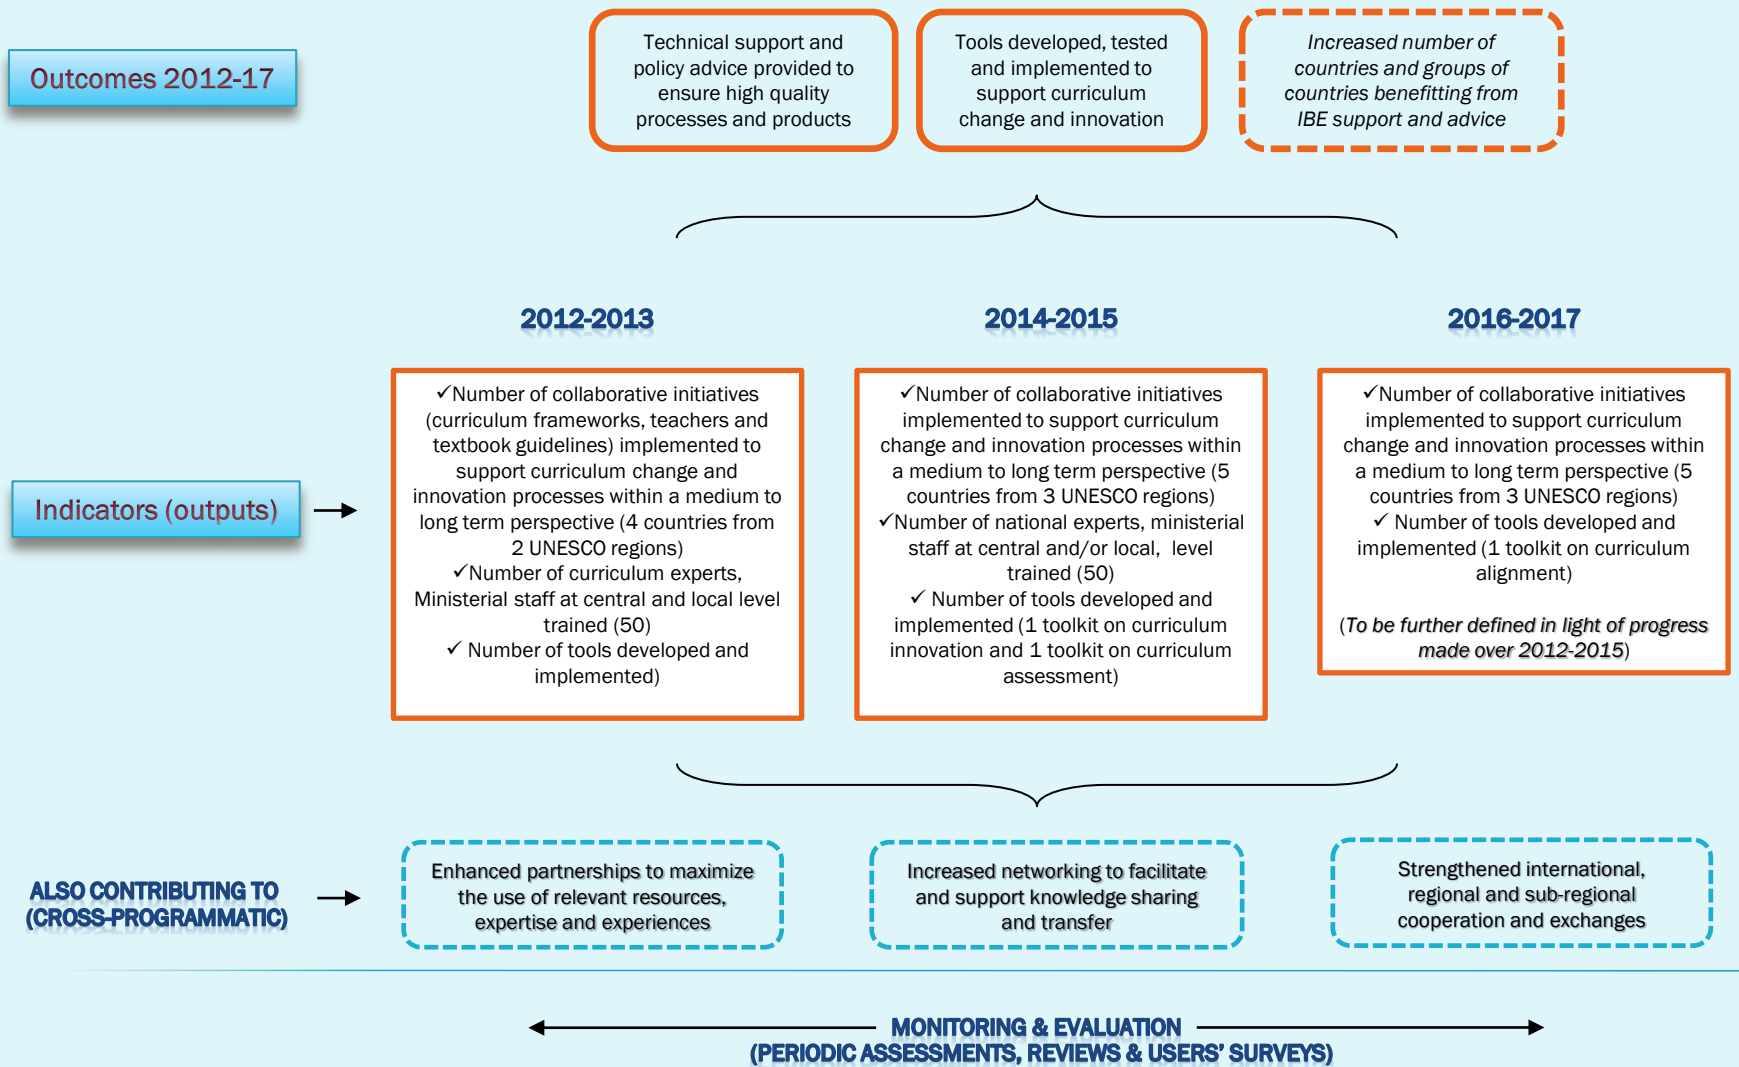 Outcomes 2012-17
Technical support and
policy advice provided to
ensure high quality
processes and products
Tools developed, tested
and implemented to
support curriculum
change and innovation
Increased number of
countries and groups of
countries benefitting from
IBE support and advice
2012-2013
2014-2015
2016-2017
Indicators (outputs)
✓Number of collaborative initiatives
(curriculum frameworks, teachers and
textbook guidelines) implemented to
support curriculum change and
innovation processes within a medium to
long term perspective (4 countries from
2 UNESCO regions)
✓Number of curriculum experts,
Ministerial staff at central and local level
trained (50)
✓ Number of tools developed and
implemented)
✓Number of collaborative initiatives
implemented to support curriculum
change and innovation processes within
a medium to long term perspective (5
countries from 3 UNESCO regions)
✓Number of national experts, ministerial
staff at central and/or local, level
trained (50)
✓ Number of tools developed and
implemented (1 toolkit on curriculum
innovation and 1 toolkit on curriculum
assessment)
✓Number of collaborative initiatives
implemented to support curriculum
change and innovation processes within
a medium to long term perspective (5
countries from 3 UNESCO regions)
✓ Number of tools developed and
implemented (1 toolkit on curriculum
alignment)
(To be further defined in light of progress
made over 2012-2015)
ALSO CONTRIBUTING TO
(CROSS-PROGRAMMATIC)
Enhanced partnerships to maximize
the use of relevant resources,
expertise and experiences
Increased networking to facilitate
and support knowledge sharing
and transfer
Strengthened international,
regional and sub-regional
cooperation and exchanges
MONITORING & EVALUATION
(PERIODIC ASSESSMENTS, REVIEWS & USERS' SURVEYS)